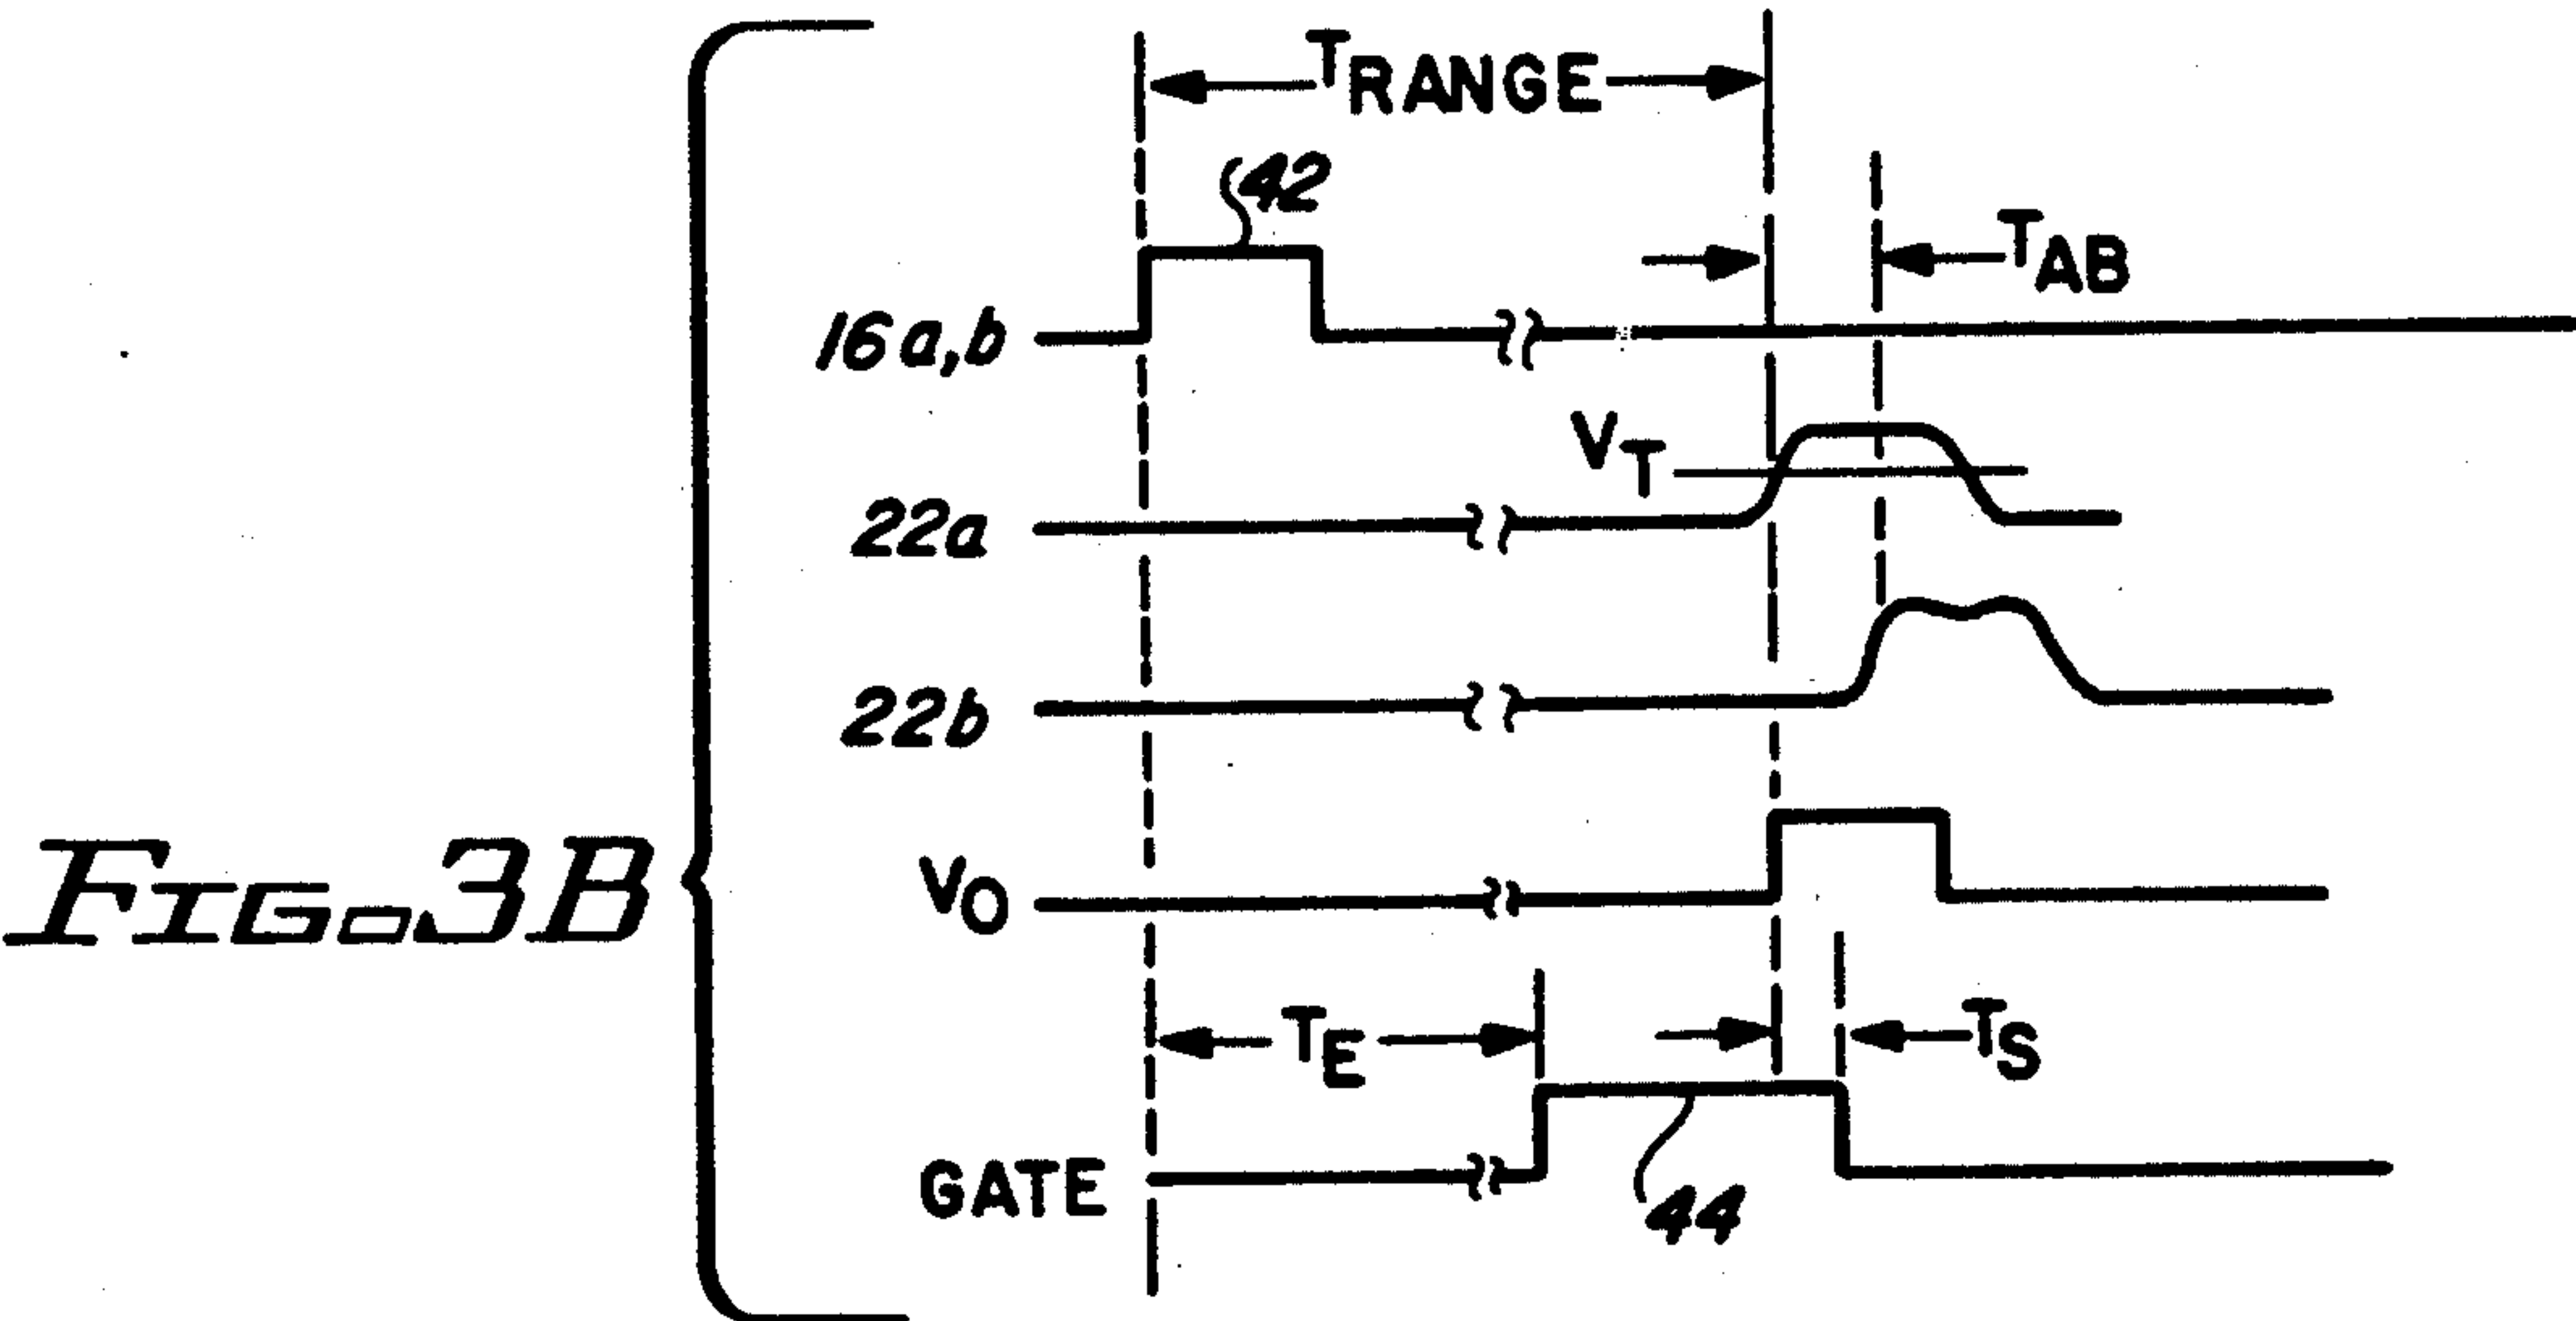 TRANGE
42
TAB
16a,b
VT
22a
22b
FIG. 3B
VO
TE
TS
GATE
44